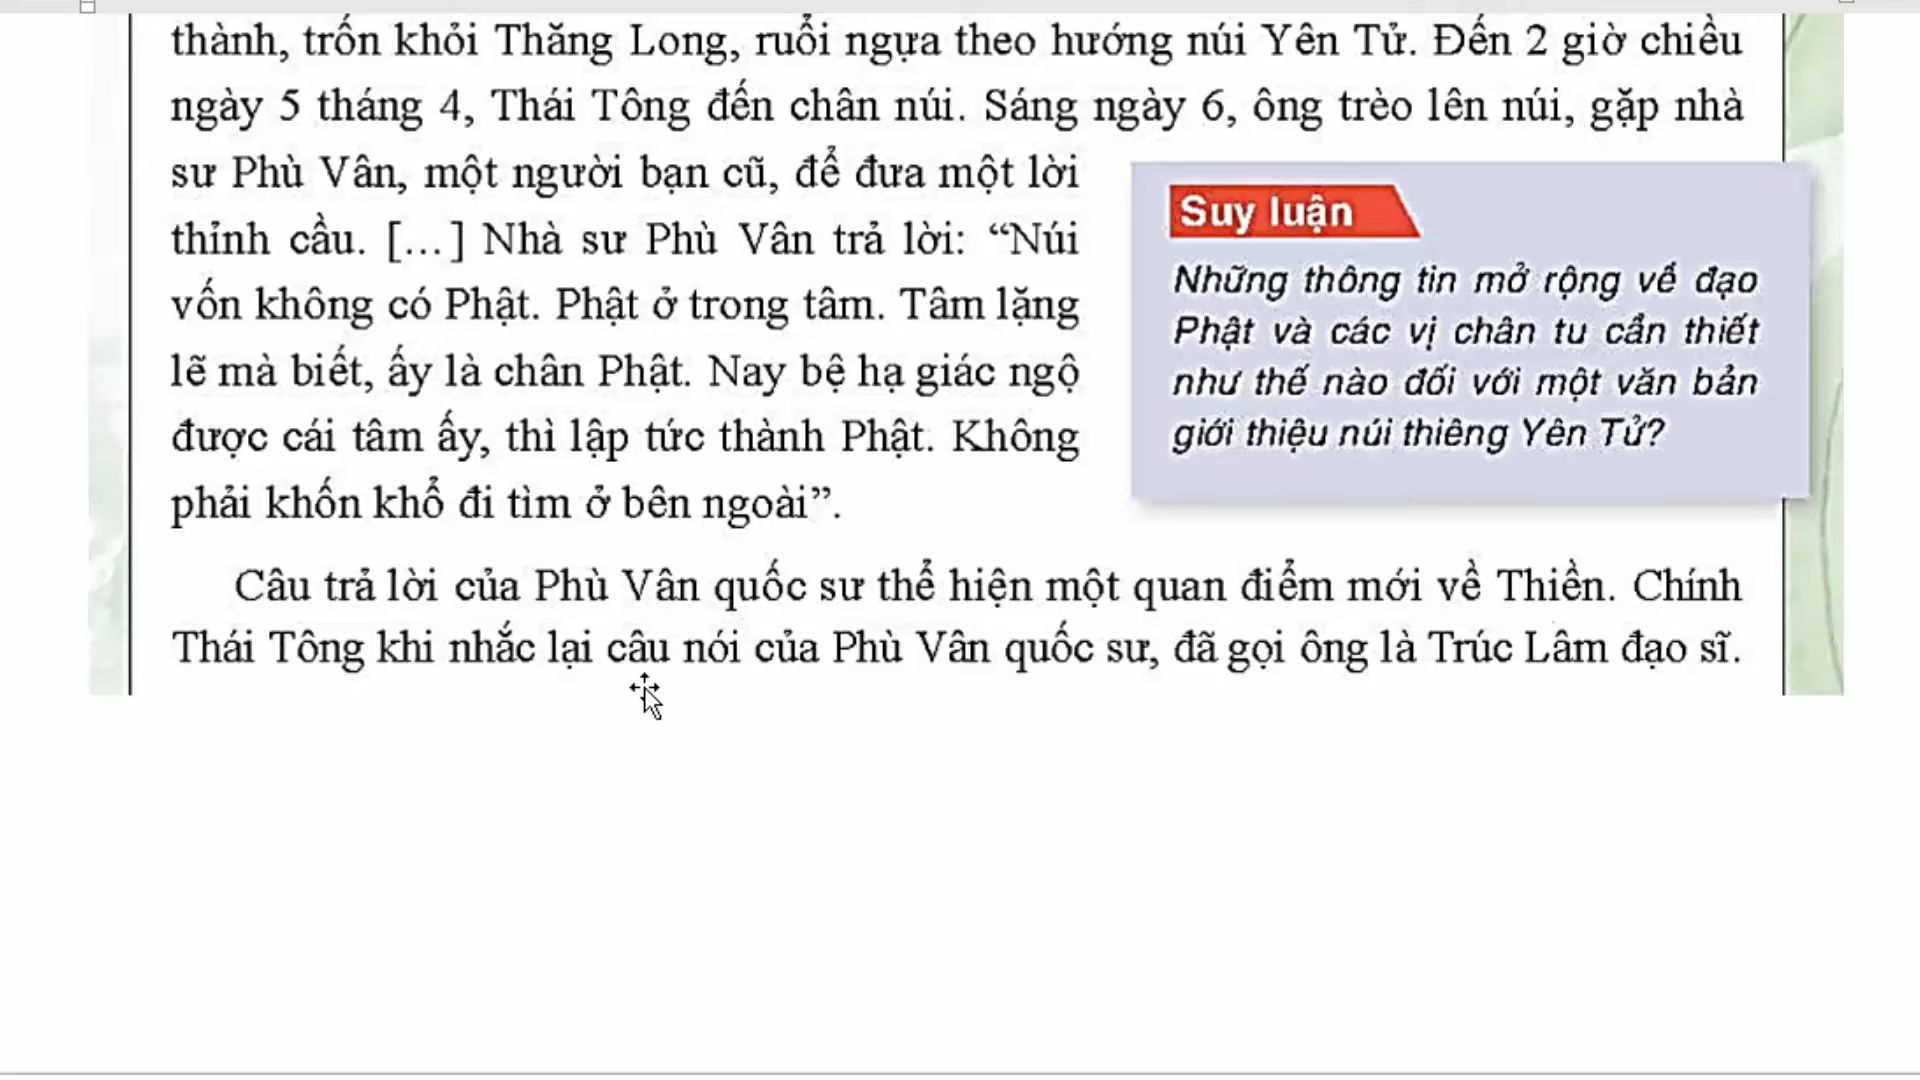 thành, trốn khỏi Thăng Long, ruổi ngựa theo hướng núi Yên Tử. Đến 2 giờ chiều
ngày 5 tháng 4, Thái Tông đến chân núi. Sáng ngày 6, ông trèo lên núi, gặp nhà
sư Phù Vân, một người bạn cũ, để đưa một lời
thỉnh cầu. [...] Nhà sư Phù Vân trả lời: “Núi
vốn không có Phật. Phật ở trong tâm. Tâm lặng
lẽ mà biết, ấy là chân Phật. Nay bệ hạ giác ngộ
được cái tâm ấy, thì lập tức thành Phật. Không
phải khốn khổ đi tìm ở bên ngoài”.
Suy luận
Những thông tin mở rộng về đạo
Phật và các vị chân tu cần thiết
như thế nào đối với một văn bản
giới thiệu núi thiêng Yên Tử?
Câu trả lời của Phù Vân quốc sư thể hiện một quan điểm mới về Thiền. Chính
Thái Tông khi nhắc lại câu nói của Phù Vân quốc sư, đã gọi ông là Trúc Lâm đạo sĩ.